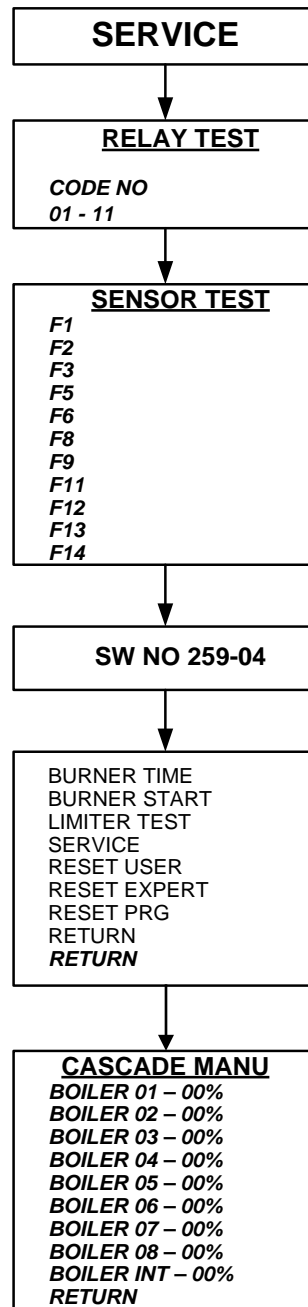 SERVICE
RELAY TEST
CODE NO
01 - 11
SENSOR TEST
F1
F2
F3
F5
F6
F8
F9
F11
F12
F13
F14
SW NO 259-04
BURNER TIME
BURNER START
LIMITER TEST
SERVICE
RESET USER
RESET EXPERT
RESET PRG
RETURN
RETURN
CASCADE MANU
BOILER 01 – 00%
BOILER 02 – 00%
BOILER 03 – 00%
BOILER 04 – 00%
BOILER 05 – 00%
BOILER 06 – 00%
BOILER 07 – 00%
BOILER 08 – 00%
BOILER INT – 00%
RETURN